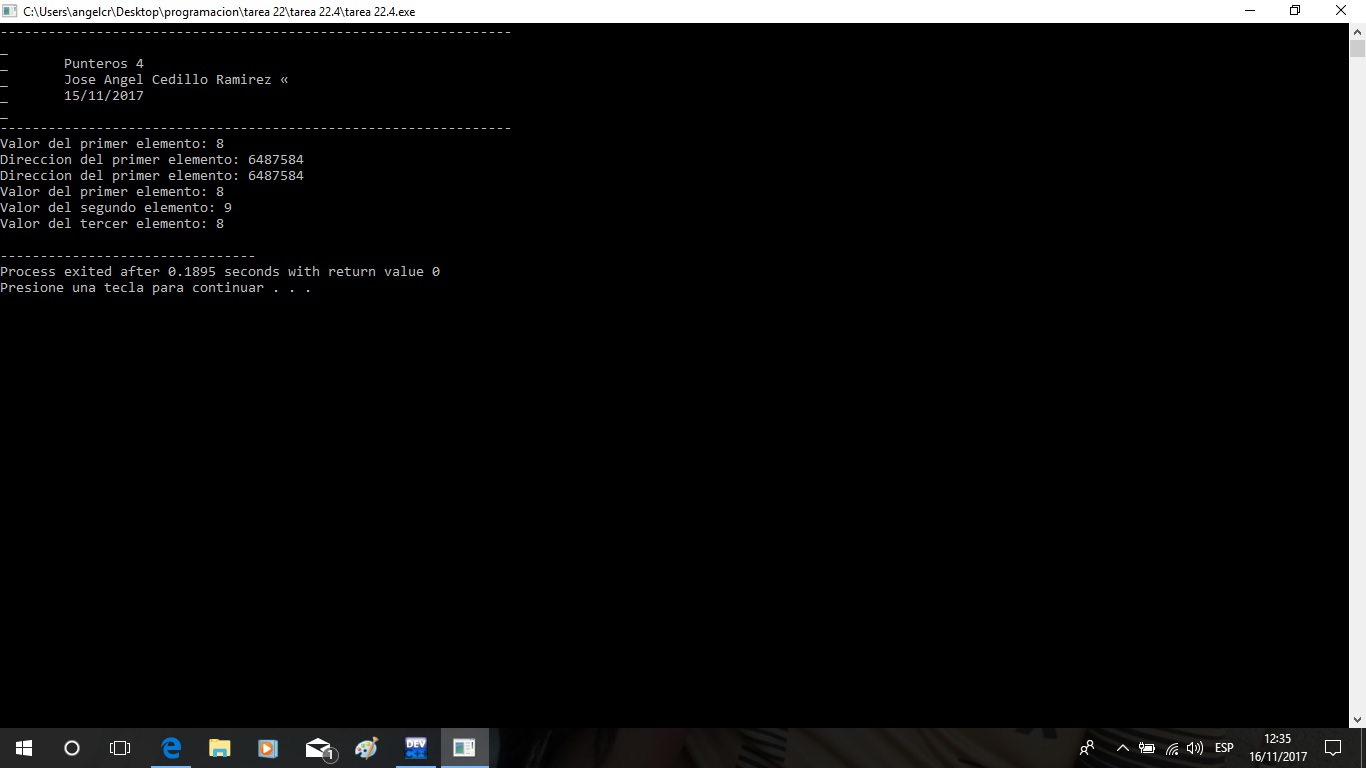 C:\Users\angelcr\Desktop\programacion\tarea 22\tarea 22.4\tarea 22.4.exe
----------------------------------------------------------------
_
_ Punteros 4
_ Jose Angel Cedillo Ramirez «
_ 15/11/2017
_
----------------------------------------------------------------
Valor del primer elemento: 8
Direccion del primer elemento: 6487584
Direccion del primer elemento: 6487584
Valor del primer elemento: 8
Valor del segundo elemento: 9
Valor del tercer elemento: 8
--------------------------------
Process exited after 0.1895 seconds with return value 0
Presione una tecla para continuar . . .
1
DEV
C++
ESP
12:35
16/11/2017